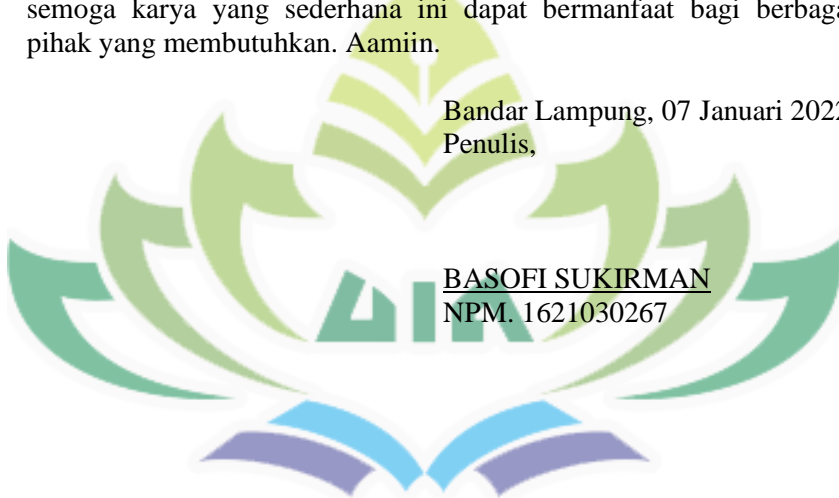 semoga karya yang sederhana ini dapat bermanfaat bagi berbaga
pihak yang membutuhkan. Aamiin.
Bandar Lampung, 07 Januari 2022
Penulis,
BASOFI SUKIRMAN
NPM. 1621030267